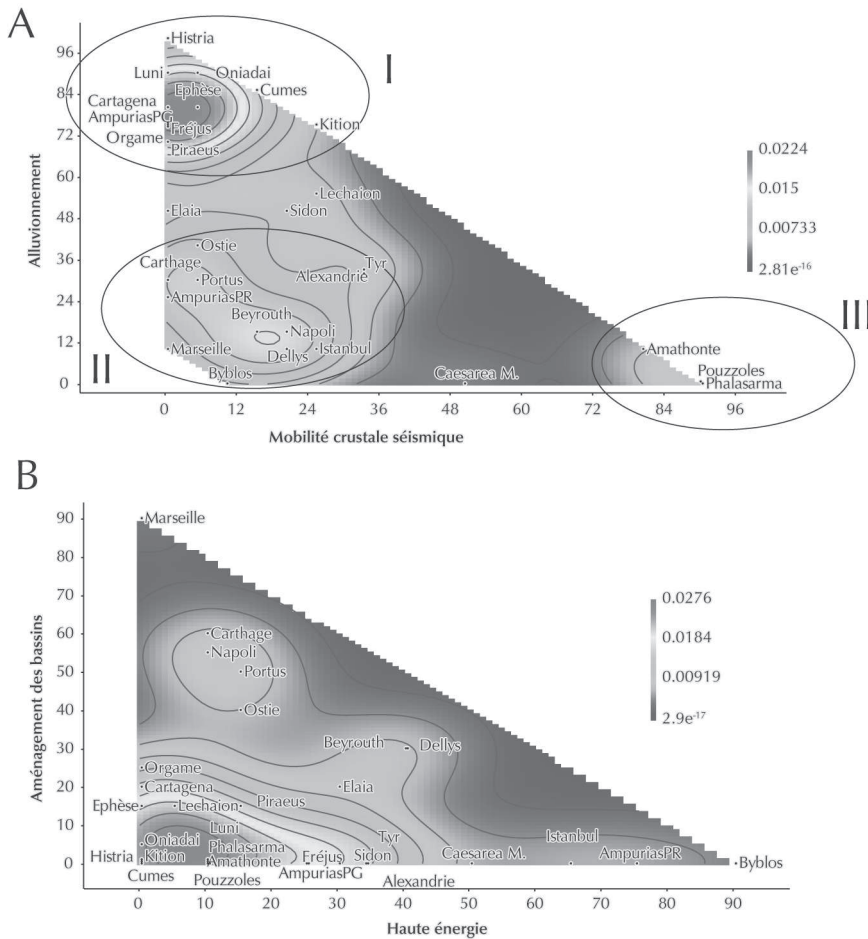 A
I
II
III
Alluvionnement
96
84
72
60
48
36
24
12
0
Histria
Luni
Oniadai
Ephèse
Cumes
Cartagena
AmpuriasPG
Fréjus
Kition
Orgame
Piraeus
Lechaion
Elaia
Sidon
Ostie
Carthage
Tyr
Portus
Alexandrie
AmpuriasPR
Beyrouth
Napoli
Marseille
Dellys
Istanbul
Amathonte
Byblos
Caesarea M.
Pouzzoles
Phalasarma
0.0224
0.015
0.00733
2.81e-16
0 12 24 36 48 60 72 84 96
Mobilité crustale séismique
B
Aménagement des bassins
90
80
70
60
50
40
30
20
10
0
Marseille
Carthage
Napoli
Portus
Ostie
Beyrouth
Dellys
Orgame
Cartagena
Elaia
Ephèse
Lechaion
Piraeus
Luni
Oniadai
Phalasarma
Tyr
Istanbul
Histria
Kition
Amathonte
Fréjus
Sidon
Caesarea M.
AmpuriasPR
Byblos
Cumes
Pouzzoles
AmpuriasPG
Alexandrie
0.0276
0.0184
0.00919
2.9e-17
0 10 20 30 40 50 60 70 80 90
Haute énergie